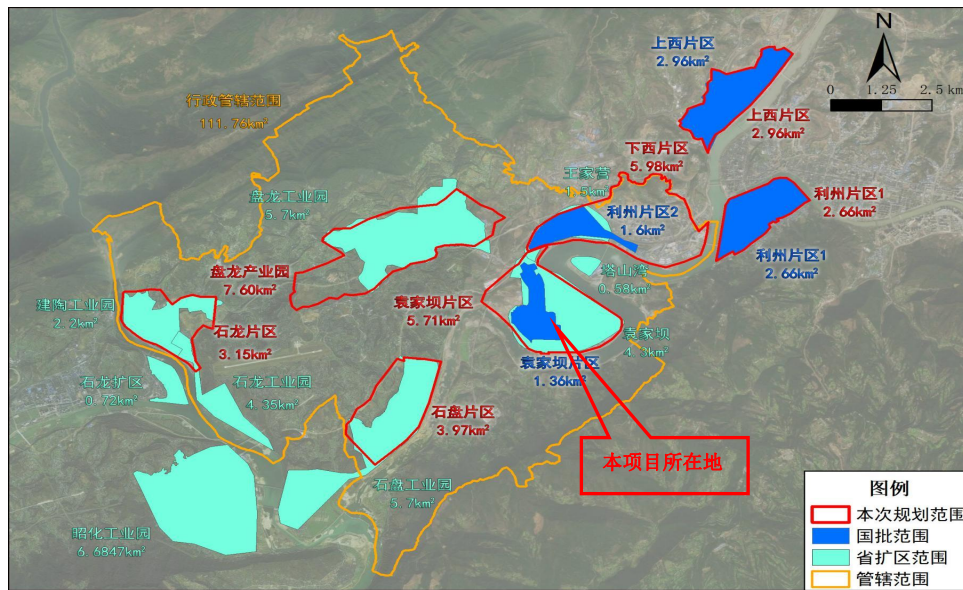 上西片区
2.96km²
N
0 1.25 2.5 km
行政管辖范围
111.76km²
上西片区
2.96km²
下西片区
5.98km²
王家营
1.5km²
盘龙工业园
5.7km²
利州片区2
1.6km²
利州片区1
2.66km²
利州片区1
2.66km²
塔山湾
0.58km²
盘龙产业园
7.60km²
袁家坝片区
5.71km²
建陶工业园
2.2km²
石龙片区
3.15km²
袁家坝
4.3km²
袁家坝片区
1.36km²
石龙扩区
0.72km²
石龙工业园
4.35km²
石盘片区
3.97km²
本项目所在地
石盘工业园
5.7km²
昭化工业园
6.6847km²
图例
本次规划范围
国批范围
省扩区范围
管辖范围